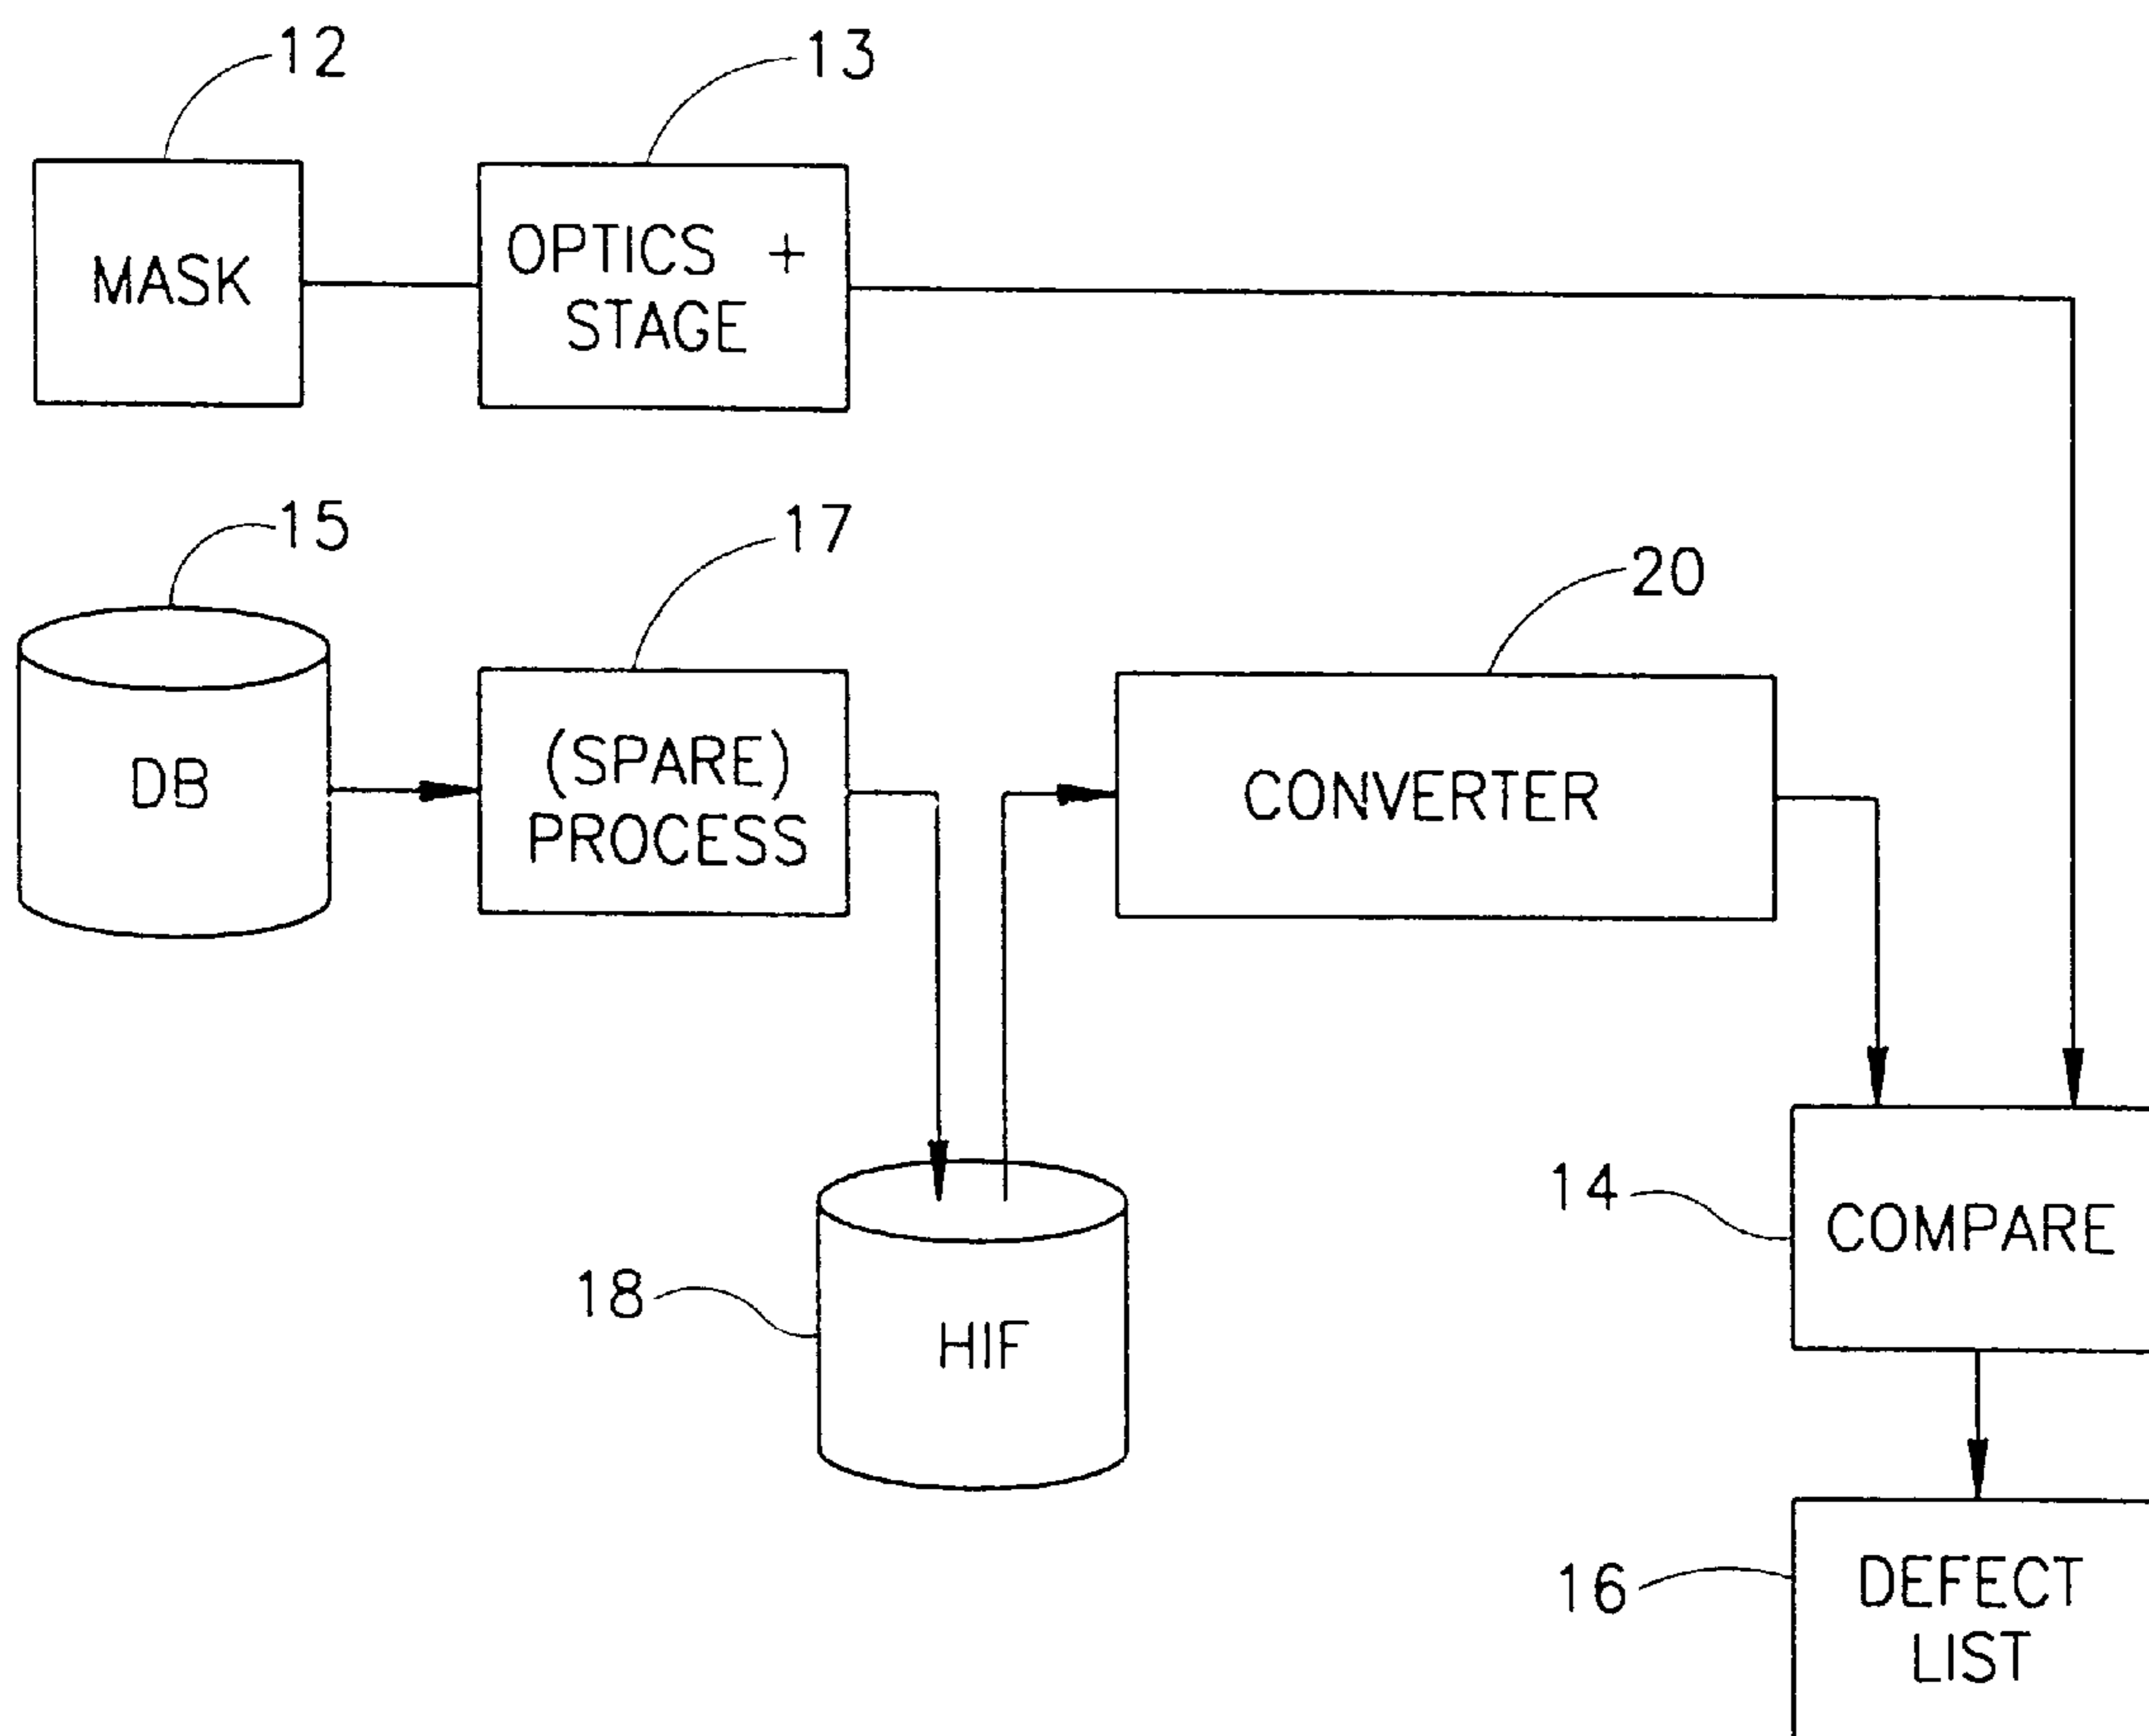 12
13
MASK
OPTICS +
STAGE
15
17
20
DB
(SPARE)
PROCESS
CONVERTER
14
COMPARE
18
HIF
16
DEFECT
LIST